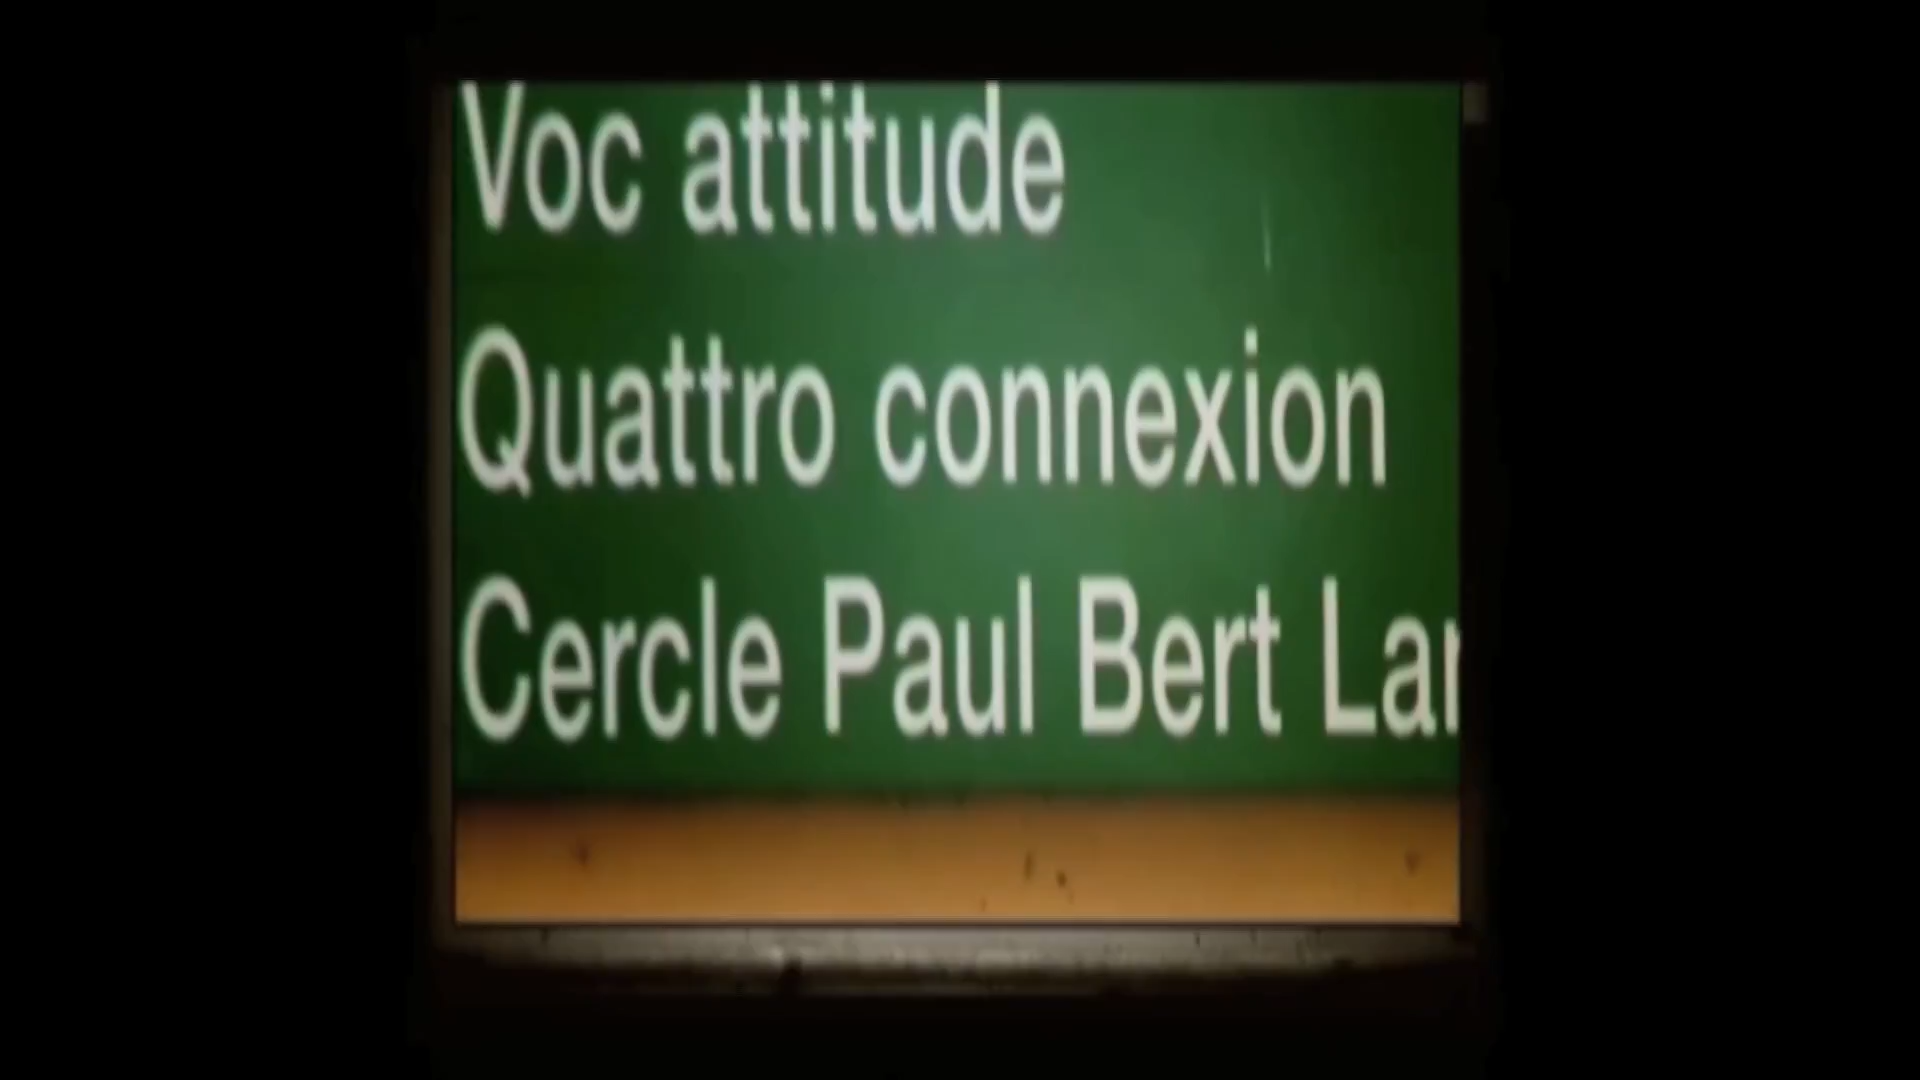 Voc attitude
Quattro connexion
Cercle Paul Bert